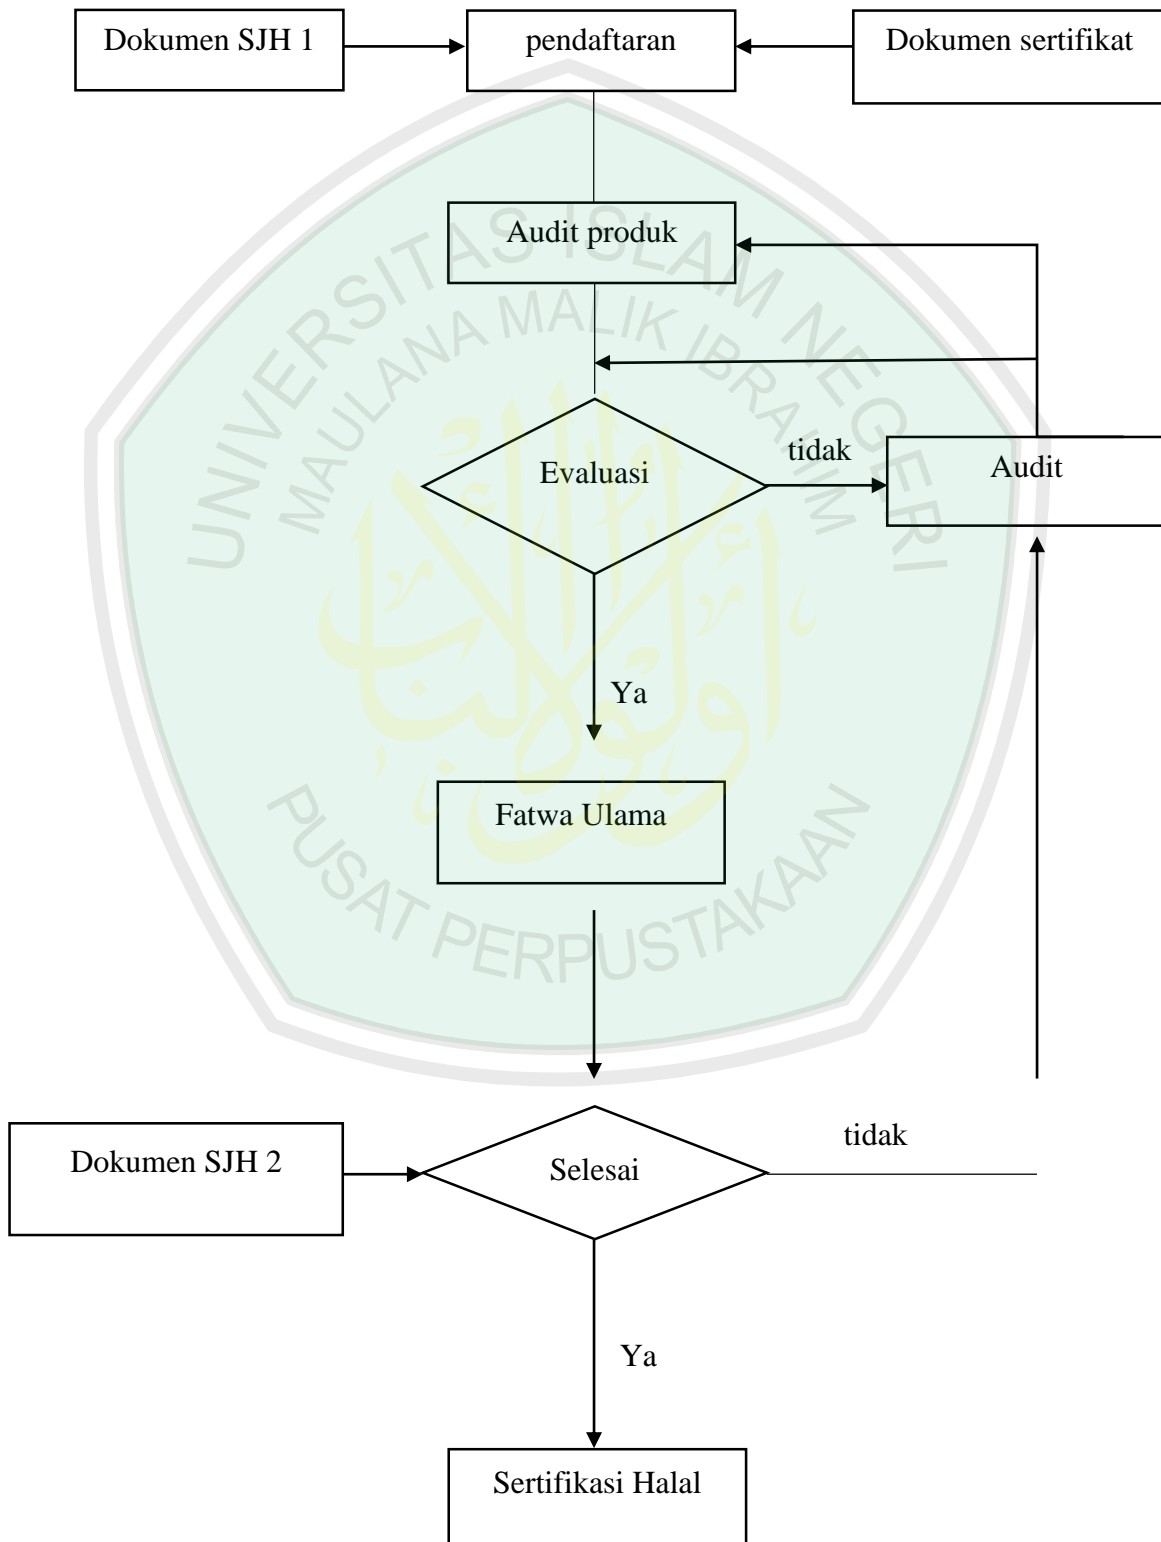 Dokumen SJH 1
pendaftaran
Dokumen sertifikat
Audit produk
UNIVERSITAS ISLAM NEGERI
MAULANA MALIK IBRAHIM
Evaluasi
tidak
Audit
Ya
Fatwa Ulama
PUSAT PERPUSTAKAAN
Dokumen SJH 2
Selesai
tidak
Ya
Sertifikasi Halal